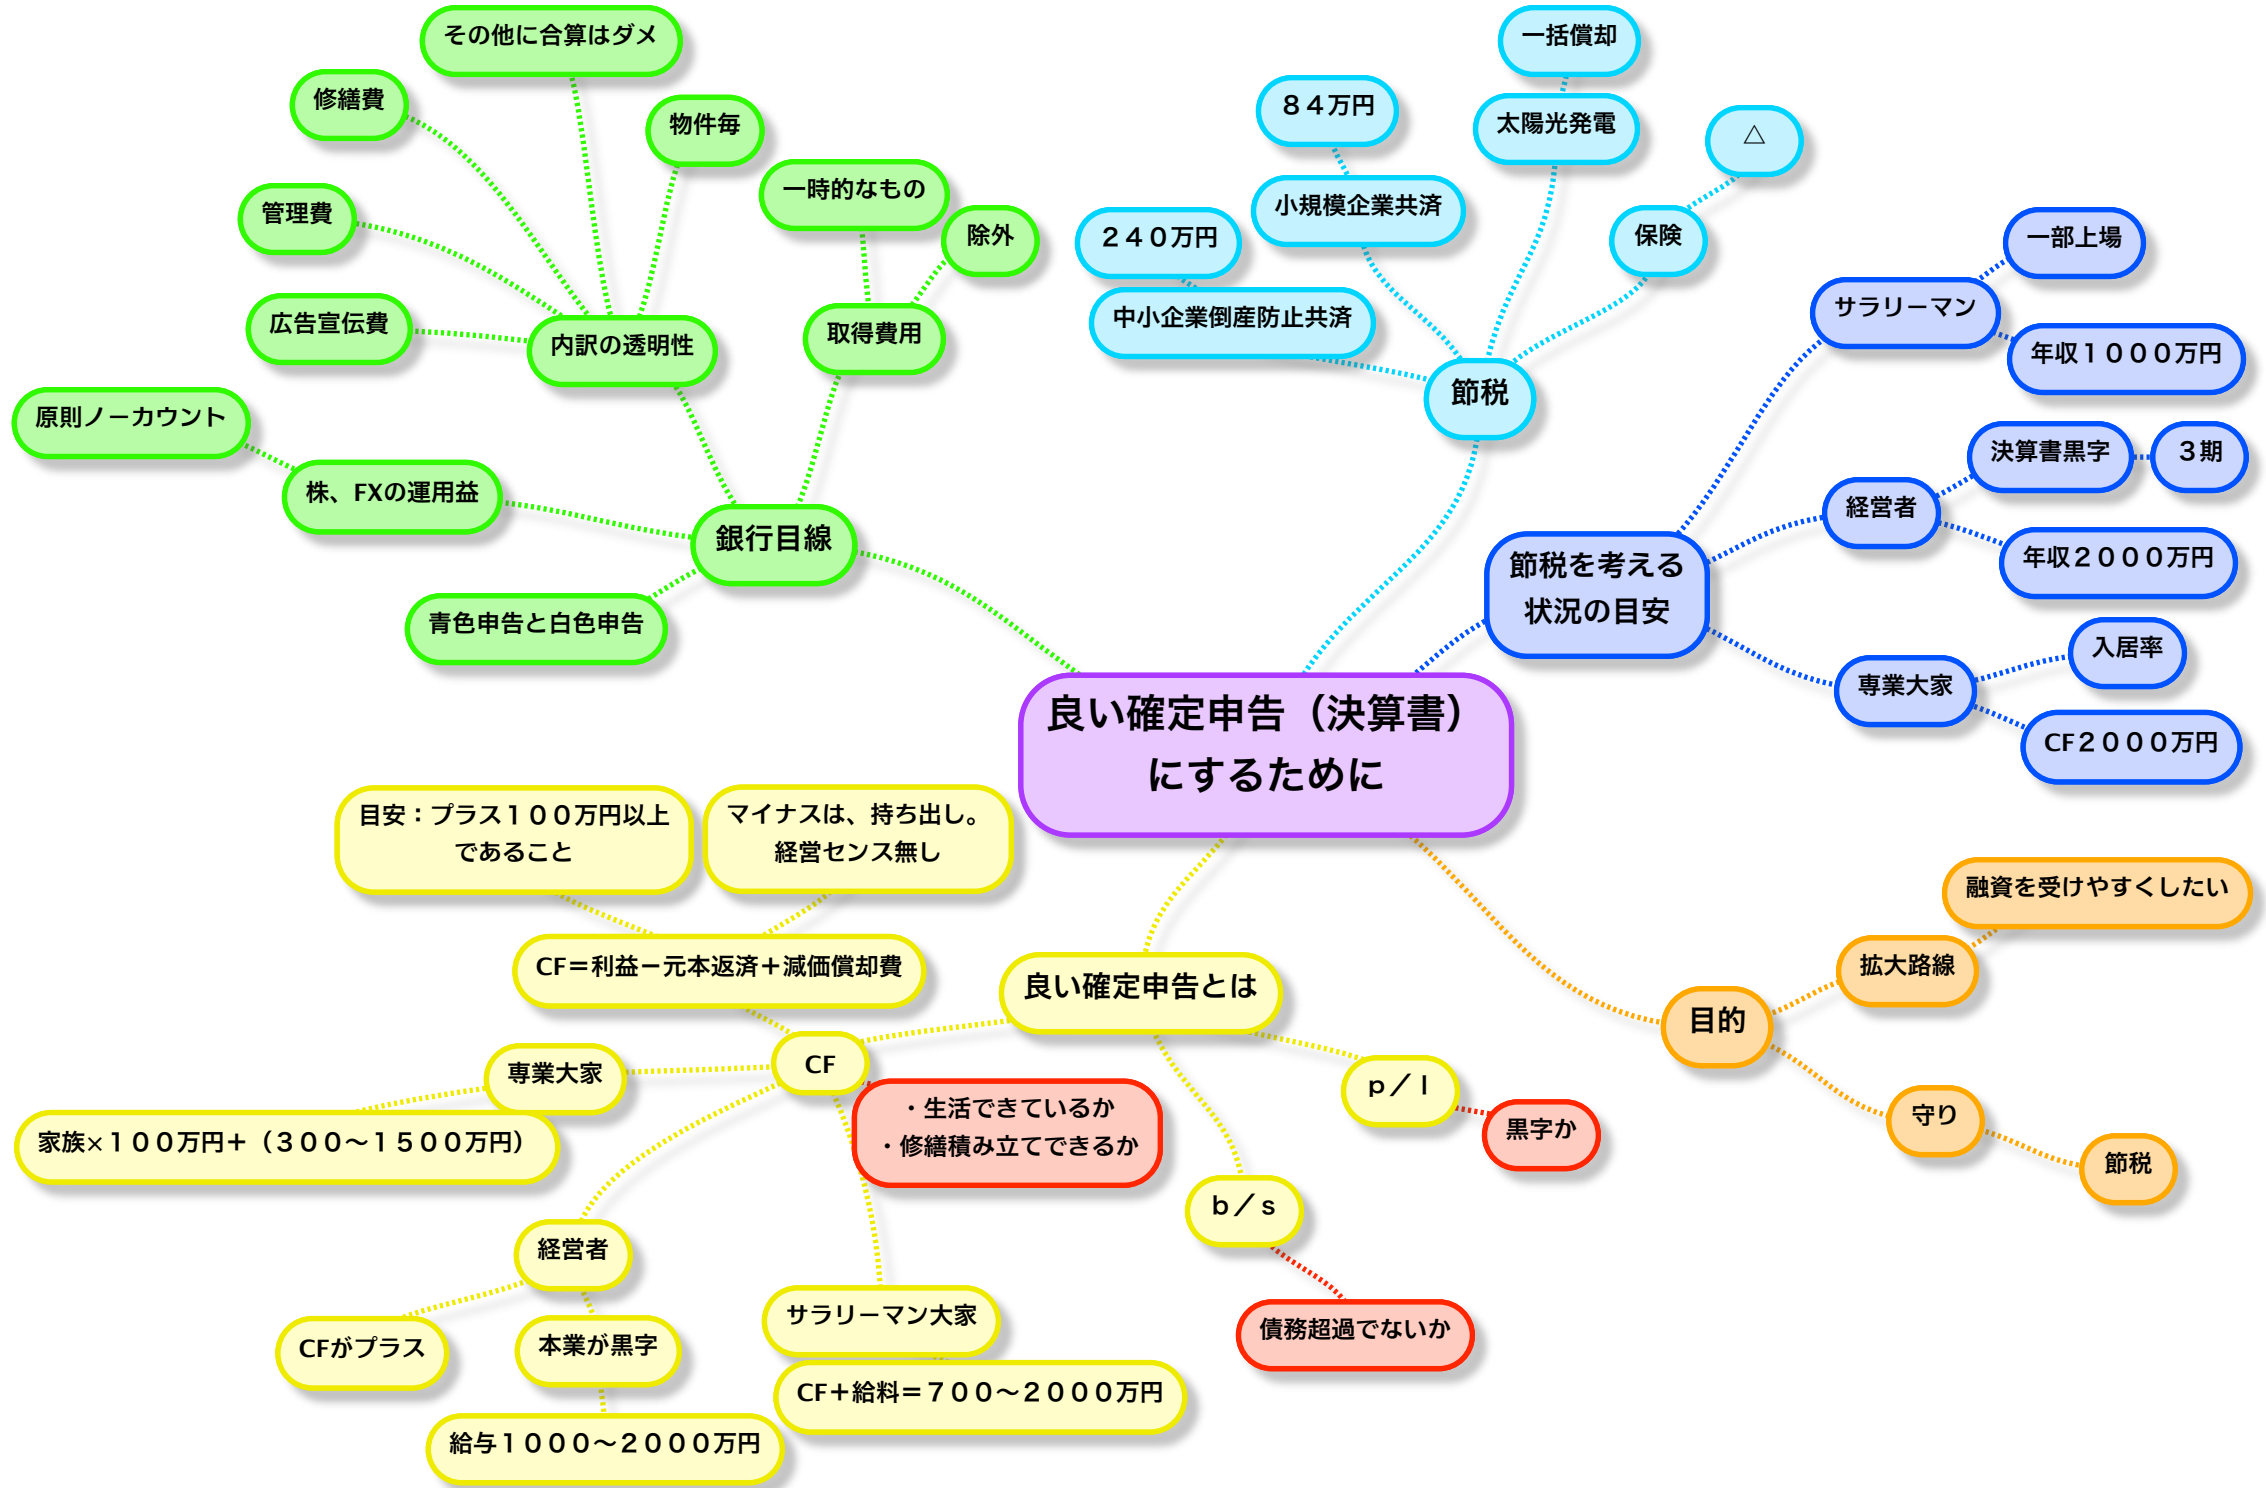 良い確定申告（決算書）
にするために
銀行目線
内訳の透明性
その他に合算はダメ
修繕費
物件毎
管理費
広告宣伝費
取得費用
一時的なもの
除外
株、FXの運用益
原則ノーカウント
青色申告と白色申告
節税
中小企業倒産防止共済
２４０万円
小規模企業共済
８４万円
太陽光発電
一括償却
保険
△
節税を考える
状況の目安
サラリーマン
一部上場
年収１０００万円
経営者
決算書黒字
３期
年収２０００万円
専業大家
入居率
CF２０００万円
目的
拡大路線
融資を受けやすくしたい
守り
節税
良い確定申告とは
CF
CF＝利益－元本返済＋減価償却費
目安：プラス１００万円以上
であること
マイナスは、持ち出し。
経営センス無し
専業大家
家族×１００万円＋（３００～１５００万円）
経営者
CFがプラス
本業が黒字
給与１０００～２０００万円
サラリーマン大家
CF＋給料＝７００～２０００万円
・生活できているか
・修繕積み立てできるか
ｂ／ｓ
債務超過でないか
ｐ／ｌ
黒字か